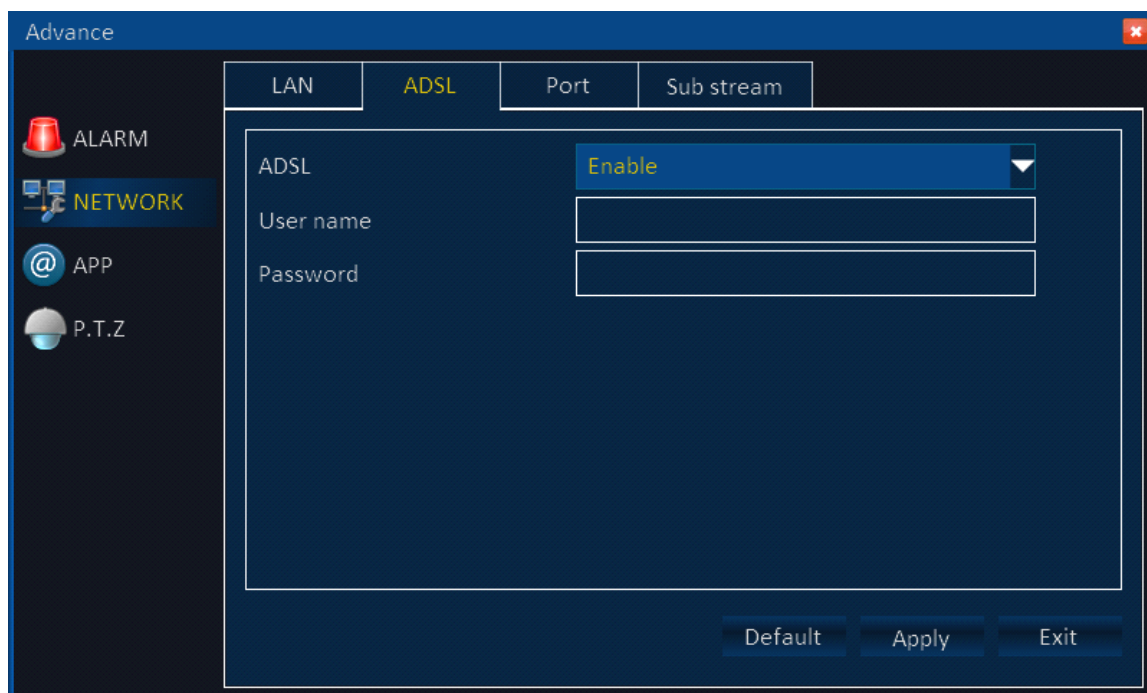 Advance
LAN ADSL Port Sub stream
ALARM
NETWORK
@ APP
P.T.Z
ADSL Enable
User name
Password
Default Apply Exit